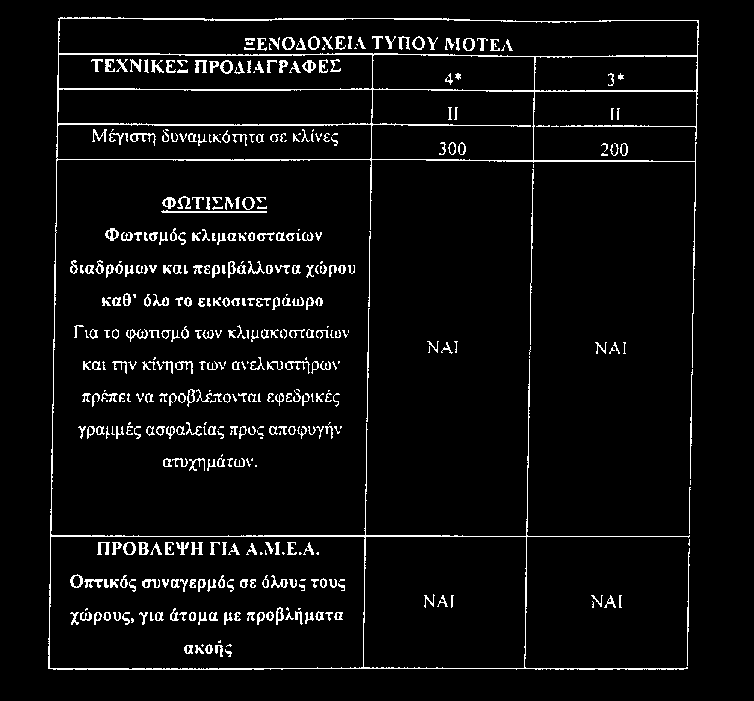 ΞΕΝΟΔΟΧΕΙΑ ΤΥΠΟΥ ΜΟΤΕΛ
ΤΕΧΝΙΚΕΣ ΠΡΟΔΙΑΓΡΑΦΕΣ 4* 3*
Π Π
Μέγιστη δυναμικότητα σε κλίνες 300 200
ΦΩΤΙΣΜΟΣ
Φωτισμός κλιμακοστασίων
διαδρόμων και περιβάλλοντα χώρου
καθ' όλο το εικοσιτετράωρο
Για το φωτισμό των κλιμακοστασίων
και την κίνηση των ανελκυστήρων
πρέπει να προβλέπονται εφεδρικές
γραμμές ασφαλείας προς αποφυγήν
ατυχημάτων.
ΝΑΙ ΝΑΙ
ΠΡΟΒΛΕΨΗ ΓΙΑ Α.Μ.Ε.Α.
Οπτικός συναγερμός σε όλους τους
χώρους, για άτομα με προβλήματα
ακοής
ΝΑΙ ΝΑΙ